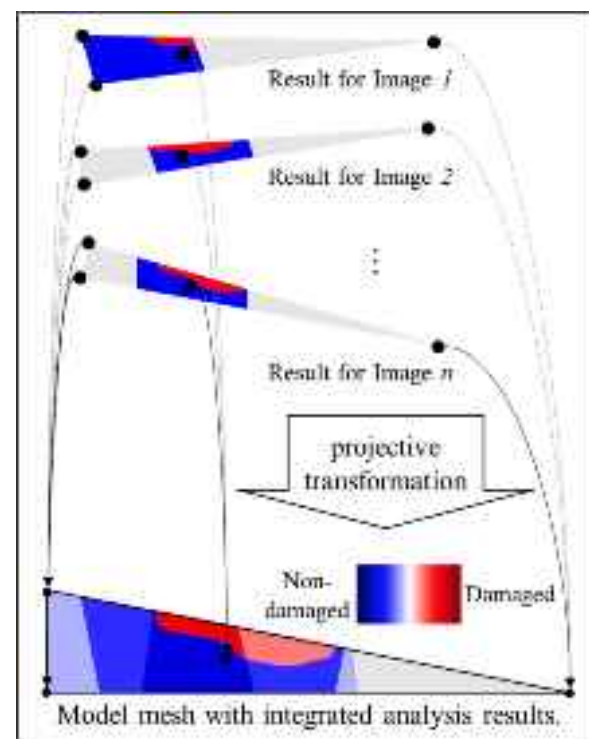 Result for Image 1
Result for Image 2
⋮
Result for Image n
projective
transformation
Non-
damaged
Damaged
Model mesh with integrated analysis results.